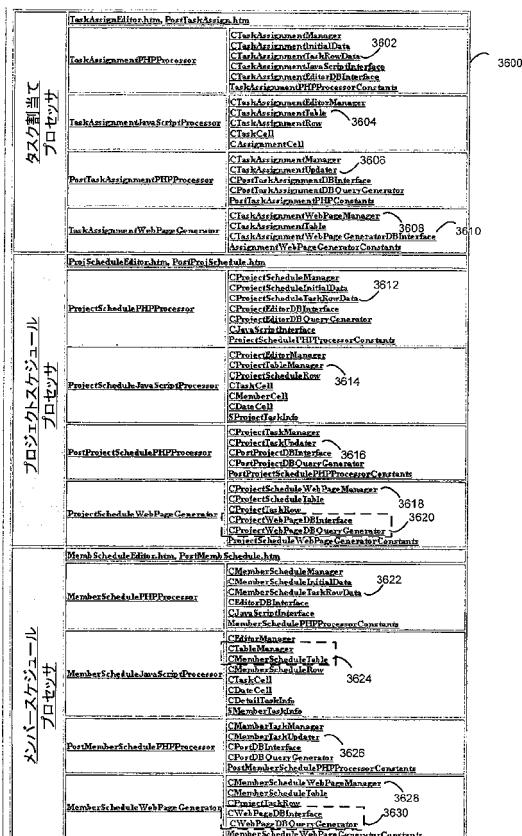 TaskAssignEditor.htm, PostTaskAssign.htm
3600
タスク割当て
プロセッサ
TaskAssignmentPHPProcessor
CTaskAssignmentManager
CTaskAssignmentInitialData
3602
CTaskAssignmentTaskRowData
CTaskAssignmentJavaScriptInterface
CTaskAssignmentEditorDBInterface
TaskAssignmentPHPProcessorConstants
TaskAssignmentJavaScriptProcessor
CTaskAssignmentEditorManager
CTaskAssignmentTable
3604
CTaskAssignmentRow
CTaskCell
CAssignmentCell
PostTaskAssignmentPHPProcessor
CTaskAssignmentManager
3606
CTaskAssignmentUpdater
CPostTaskAssignmentDBInterface
CPostTaskAssignmentDBQueryGenerator
PostTaskAssignmentPHPConstants
TaskAssignmentWebPageGenerator
CTaskAssignmentWebPageManager
3608
CTaskAssignmentTable
3610
CTaskAssignmentWebPageGeneratorDBInterface
AssignmentWebPageGeneratorConstants
ProjScheduleEditor.htm, PostProjSchedule.htm
プロジェクトスケジュール
プロセッサ
ProjectSchedulePHPProcessor
CProjectScheduleManager
CProjectScheduleInitialData
3612
CProjectScheduleTaskRowData
CProjectEditorDBInterface
CProjectEditorDBQueryGenerator
CJavaScriptInterface
ProjectSchedulePHPProcessorConstants
ProjectScheduleJavaScriptProcessor
CProjectEditorManager
CProjectTableManager
3614
CProjectScheduleRow
CTaskCell
CMemberCell
CDateCell
SProjectTaskInfo
PostProjectSchedulePHPProcessor
CProjectTaskManager
CProjectTaskUpdater
3616
CPostProjectDBInterface
CPostProjectDBQueryGenerator
PostProjectSchedulePHPProcessorConstants
ProjectScheduleWebPageGenerator
CProjectScheduleWebPageManager
3618
CProjectScheduleTable
CProjectTaskRow
3620
CProjectWebPageDBInterface
CProjectWebPageDBQueryGenerator
ProjectScheduleWebPageGeneratorConstants
MembScheduleEditor.htm, PostMembSchedule.htm
メンバースケジュール
プロセッサ
MemberSchedulePHPProcessor
CMemberScheduleManager
CMemberScheduleInitialData
3622
CMemberScheduleTaskRowData
CEditorDBInterface
CJavaScriptInterface
MemberSchedulePHPProcessorConstants
MemberScheduleJavaScriptProcessor
CEditorManager
CTableManager
CMemberScheduleTable
CMemberScheduleRow
3624
CTaskCell
CDateCell
CDetailTaskInfo
SMemberTaskInfo
PostMemberSchedulePHPProcessor
CMemberTaskManager
CMemberTaskUpdater
3626
CPostDBInterface
CPostDBQueryGenerator
PostMemberSchedulePHPProcessorConstants
MemberScheduleWebPageGenerator
CMemberScheduleWebPageManager
3628
CMemberScheduleTable
CProjectTaskRow
3630
CWebPageDBInterface
CWebPageDBQueryGenerator
MemberScheduleWebPageGeneratorConstants